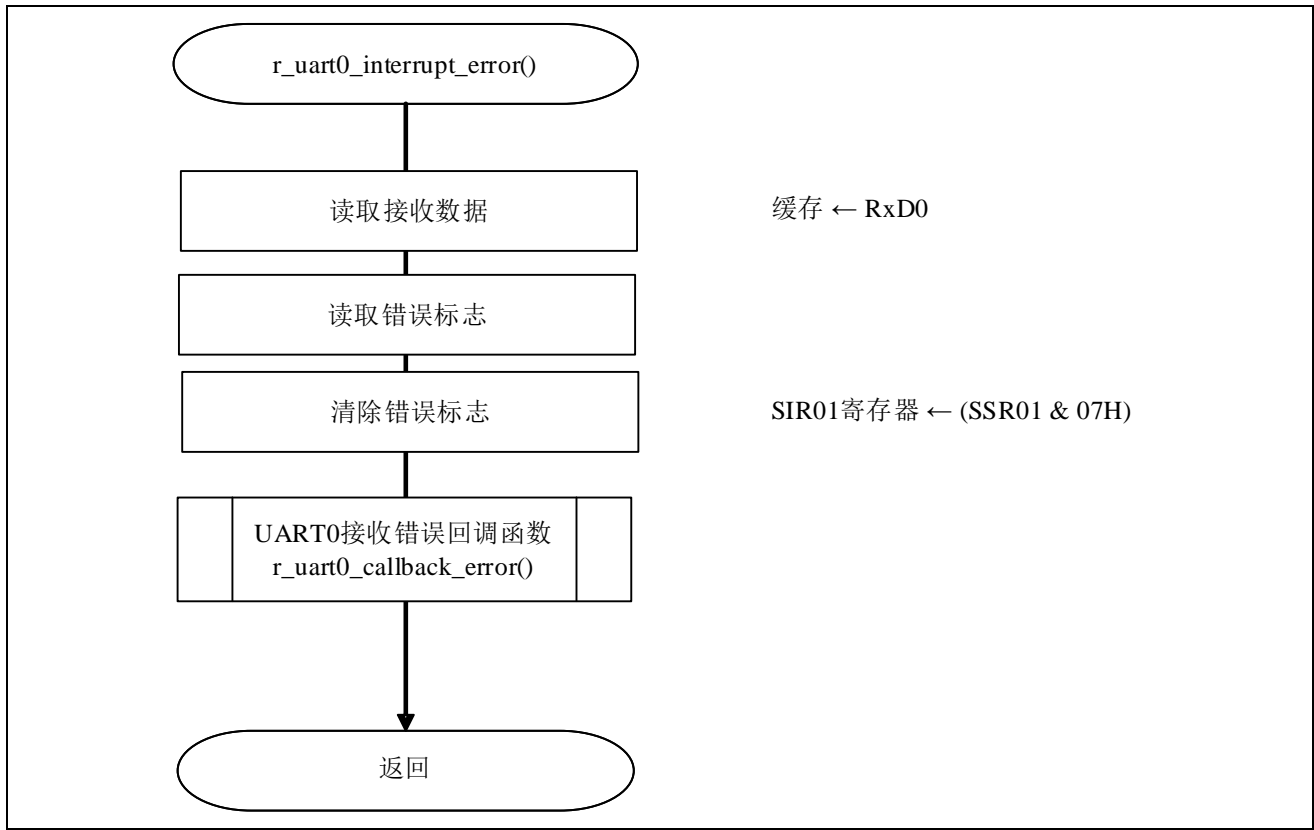 r_uart0_interrupt_error()
读取接收数据
缓存 ← RxD0
读取错误标志
清除错误标志
SIR01寄存器 ← (SSR01 & 07H)
UART0接收错误回调函数
r_uart0_callback_error()
返回